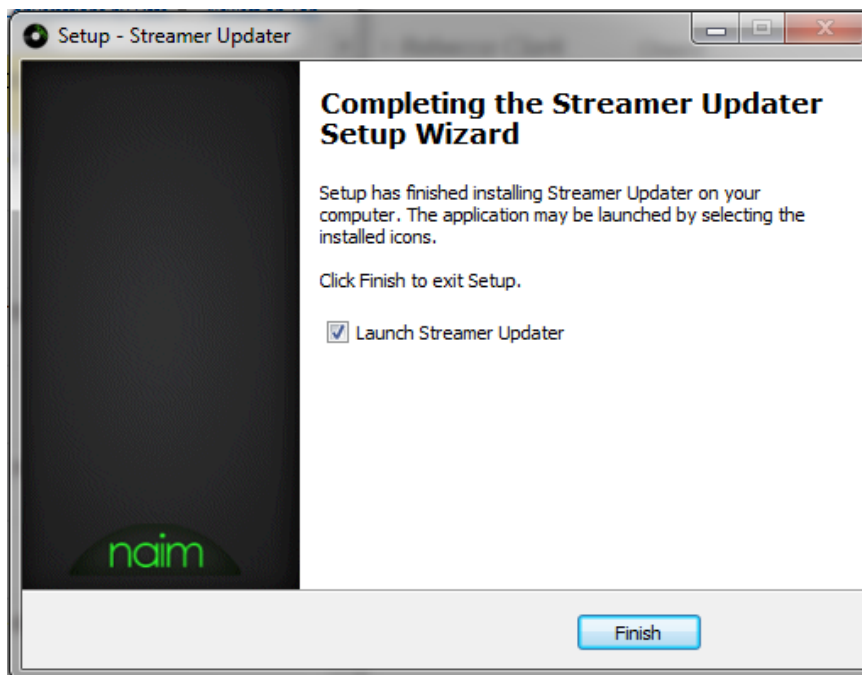 Setup - Streamer Updater
Completing the Streamer Updater
Setup Wizard
Setup has finished installing Streamer Updater on your
computer. The application may be launched by selecting the
installed icons.
Click Finish to exit Setup.
Launch Streamer Updater
naim
Finish